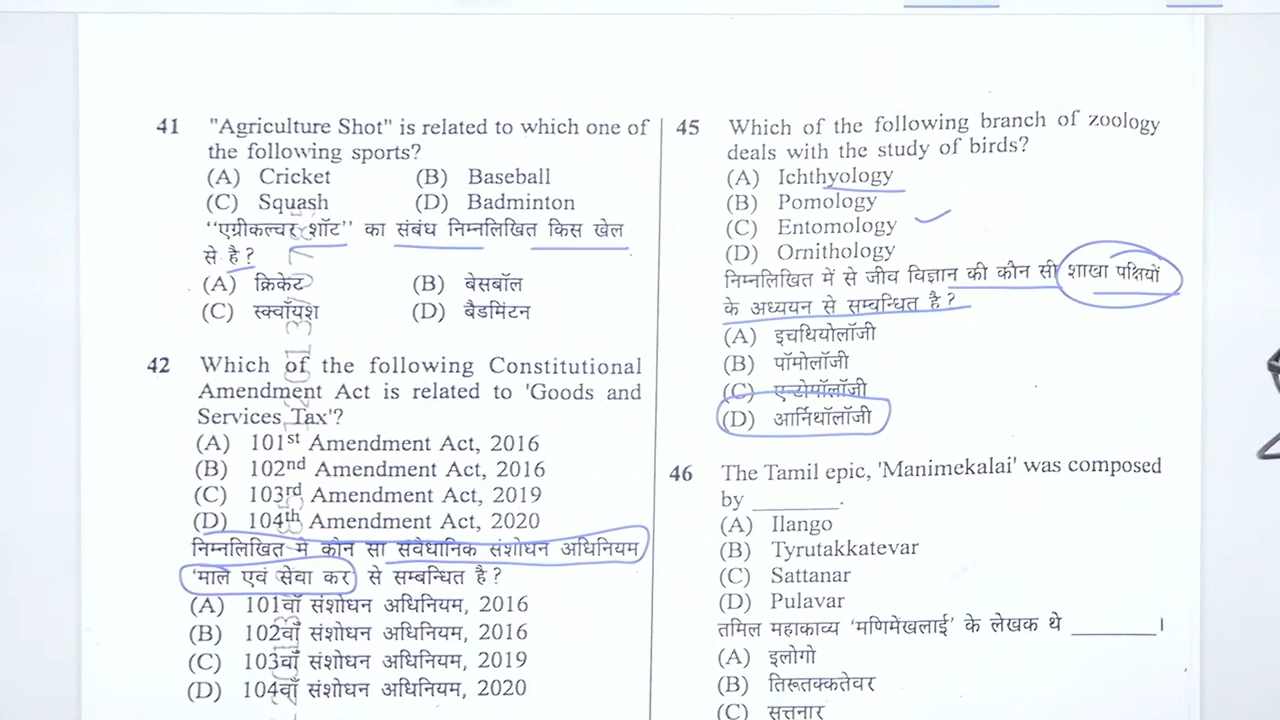 41 "Agriculture Shot" is related to which one of
the following sports?
(A) Cricket (B) Baseball
(C) Squash (D) Badminton
‘‘एग्रीकल्चर शॉट’’ का संबंध निम्नलिखित किस खेल
से है?
(A) क्रिकेट (B) बेसबॉल
(C) स्क्वॉयश (D) बैडमिंटन
42 Which of the following Constitutional
Amendment Act is related to 'Goods and
Services Tax'?
(A) 101st Amendment Act, 2016
(B) 102nd Amendment Act, 2016
(C) 103rd Amendment Act, 2019
(D) 104th Amendment Act, 2020
निम्नलिखित मे कौन सा संवैधानिक संशोधन अधिनियम
‘माल एवं सेवा कर से सम्बन्धित है?
(A) 101वाँ संशोधन अधिनियम, 2016
(B) 102वाँ संशोधन अधिनियम, 2016
(C) 103वाँ संशोधन अधिनियम, 2019
(D) 104वाँ संशोधन अधिनियम, 2020
45 Which of the following branch of zoology
deals with the study of birds?
(A) Ichthyology
(B) Pomology
(C) Entomology
(D) Ornithology
निम्नलिखित में से जीव विज्ञान की कौन सी शाखा पक्षियों
के अध्ययन से सम्बन्धित है?
(A) इचथियोलॉजी
(B) पॉमोलॉजी
(C) एन्टोमॉलॉजी
(D) आर्निथॉलॉजी
46 The Tamil epic, 'Manimekalai' was composed
by ________.
(A) Ilango
(B) Tyrutakkatevar
(C) Sattanar
(D) Pulavar
तमिल महाकाव्य ‘मणिमेखलाई’ के लेखक थे ________।
(A) इलोगो
(B) तिरूतक्कतेवर
(C) सत्तनार